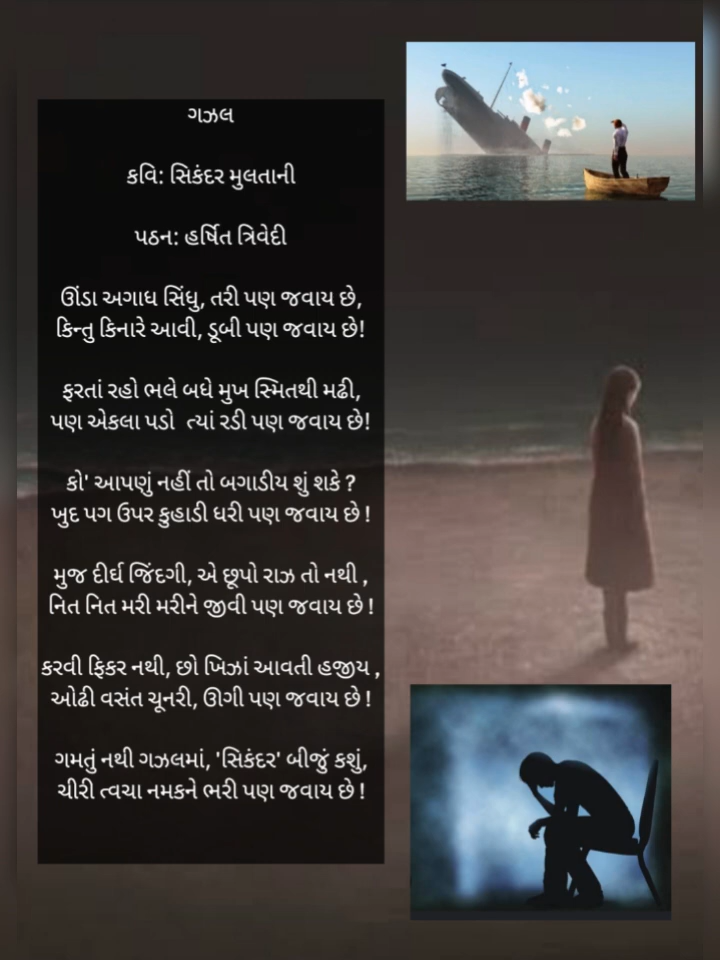 ગઝલ
કવિ: સિકંદર મુલતાની
પઠન: હર્ષિત ત્રિવેદી
ઊંડા અગાધ સિંધુ, તરી પણ જવાય છે,
કિન્તુ કિનારે આવી, ડૂબી પણ જવાય છે!
ફરતાં રહો ભલે બધે મુખ સ્મિતથી મઢી,
પણ એકલા પડો ત્યાં રડી પણ જવાય છે!
કો' આપણું નહીં તો બગાડીય શું શકે ?
ખુદ પગ ઉપર કુહાડી ધરી પણ જવાય છે !
મુજ દીર્ઘ જિંદગી, એ છૂપો રાઝ તો નથી ,
નિત નિત મરી મરીને જીવી પણ જવાય છે !
કરવી ફિકર નથી, છો ખિઝાં આવતી હજીય ,
ઓઢી વસંત ચૂનરી, ઊગી પણ જવાય છે !
ગમતું નથી ગઝલમાં, 'સિકંદર' બીજું કશું,
ચીરી ત્વચા નમકને ભરી પણ જવાય છે !